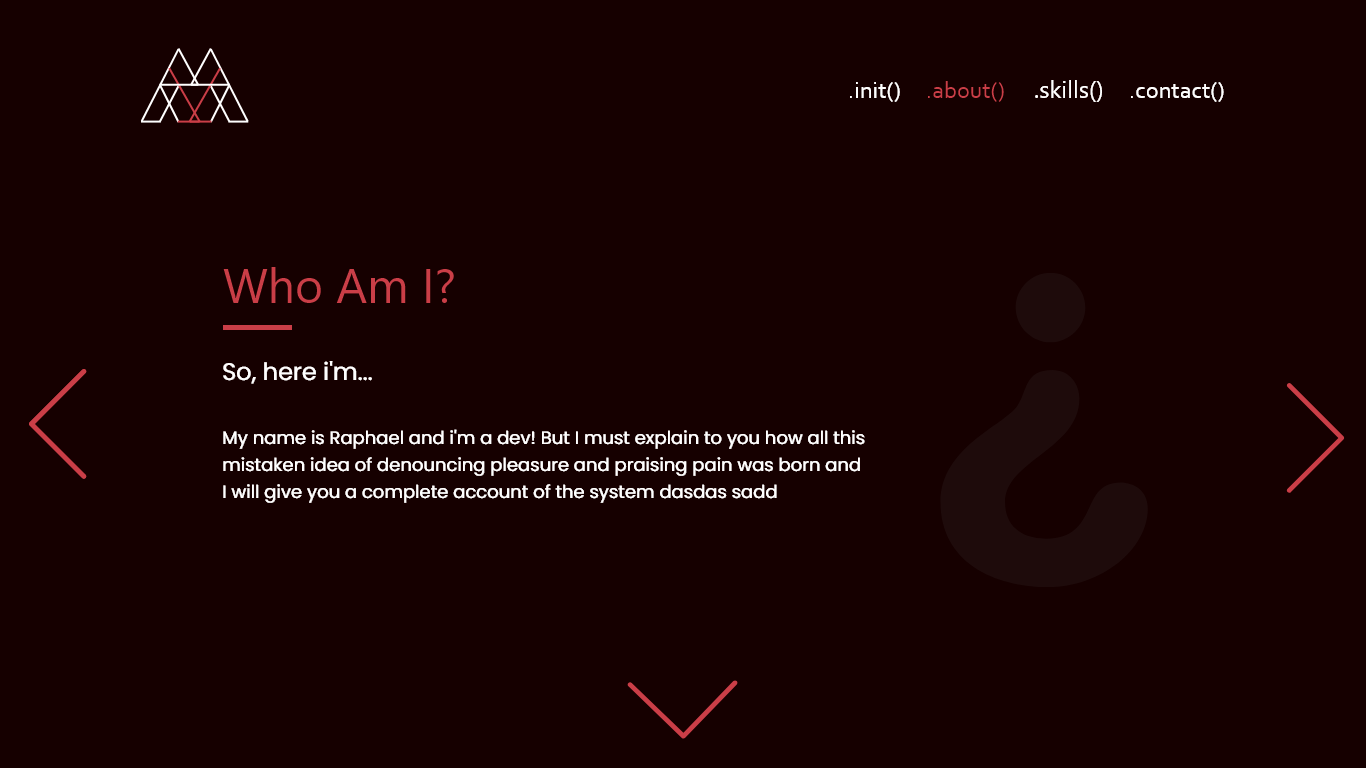 .init() .about() .skills() .contact()
Who Am I?
So, here i'm...
My name is Raphael and i'm a dev! But I must explain to you how all this
mistaken idea of denouncing pleasure and praising pain was born and
I will give you a complete account of the system dasdas sadd
¿